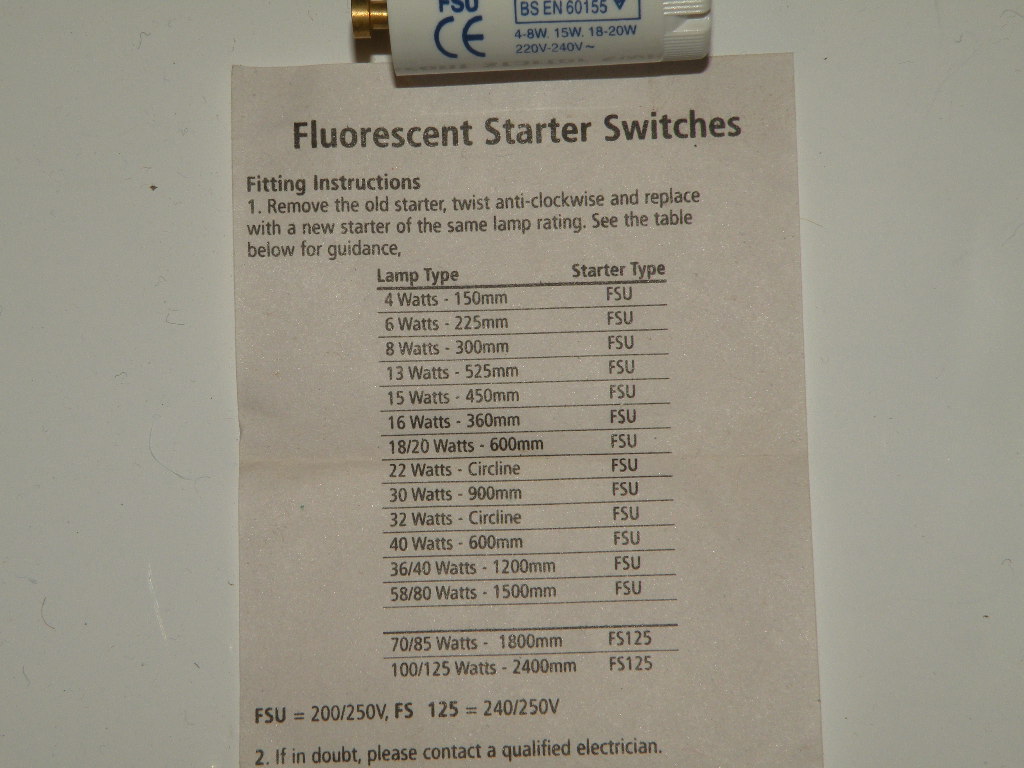 FSU
BS EN 60155
CE
4-8W. 15W. 18-20W
220V-240V~
Fluorescent Starter Switches
Fitting Instructions
1. Remove the old starter, twist anti-clockwise and replace
with a new starter of the same lamp rating. See the table
below for guidance,
Lamp Type Starter Type
4 Watts - 150mm FSU
6 Watts - 225mm FSU
8 Watts - 300mm FSU
13 Watts - 525mm FSU
15 Watts - 450mm FSU
16 Watts - 360mm FSU
18/20 Watts - 600mm FSU
22 Watts - Circline FSU
30 Watts - 900mm FSU
32 Watts - Circline FSU
40 Watts - 600mm FSU
36/40 Watts - 1200mm FSU
58/80 Watts - 1500mm FSU
70/85 Watts - 1800mm FS125
100/125 Watts - 2400mm FS125
FSU = 200/250V, FS 125 = 240/250V
2. If in doubt, please contact a qualified electrician.